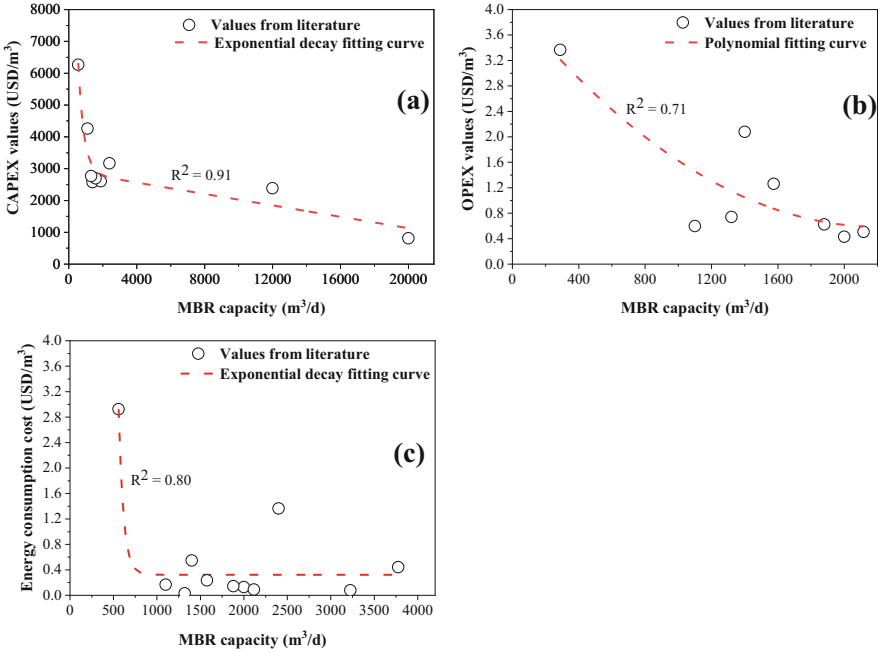 8000
7000
6000
5000
4000
3000
2000
1000
0
0 4000 8000 12000 16000 20000
CAPEX values (USD/m³)
MBR capacity (m³/d)
Values from literature
Exponential decay fitting curve
(a)
R² = 0.91
4.0
3.6
3.2
2.8
2.4
2.0
1.6
1.2
0.8
0.4
0.0
0 400 800 1200 1600 2000
OPEX values (USD/m³)
MBR capacity (m³/d)
Values from literature
Polynomial fitting curve
(b)
R² = 0.71
4.0
3.6
3.2
2.8
2.4
2.0
1.6
1.2
0.8
0.4
0.0
0 500 1000 1500 2000 2500 3000 3500 4000
Energy consumption cost (USD/m³)
MBR capacity (m³/d)
Values from literature
Exponential decay fitting curve
(c)
R² = 0.80